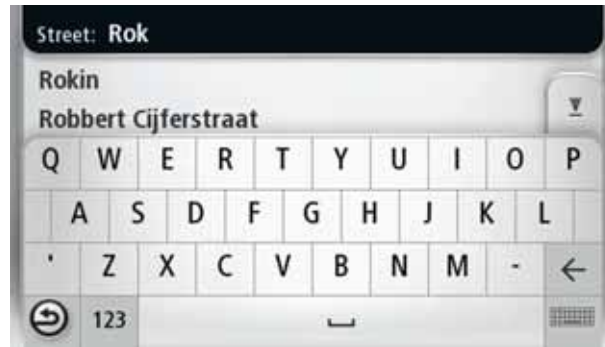 Street: Rok
Rokin
Robbert Cijferstraat
Q W E R T Y U I O P
A S D F G H J K L
' Z X C V B N M -
123